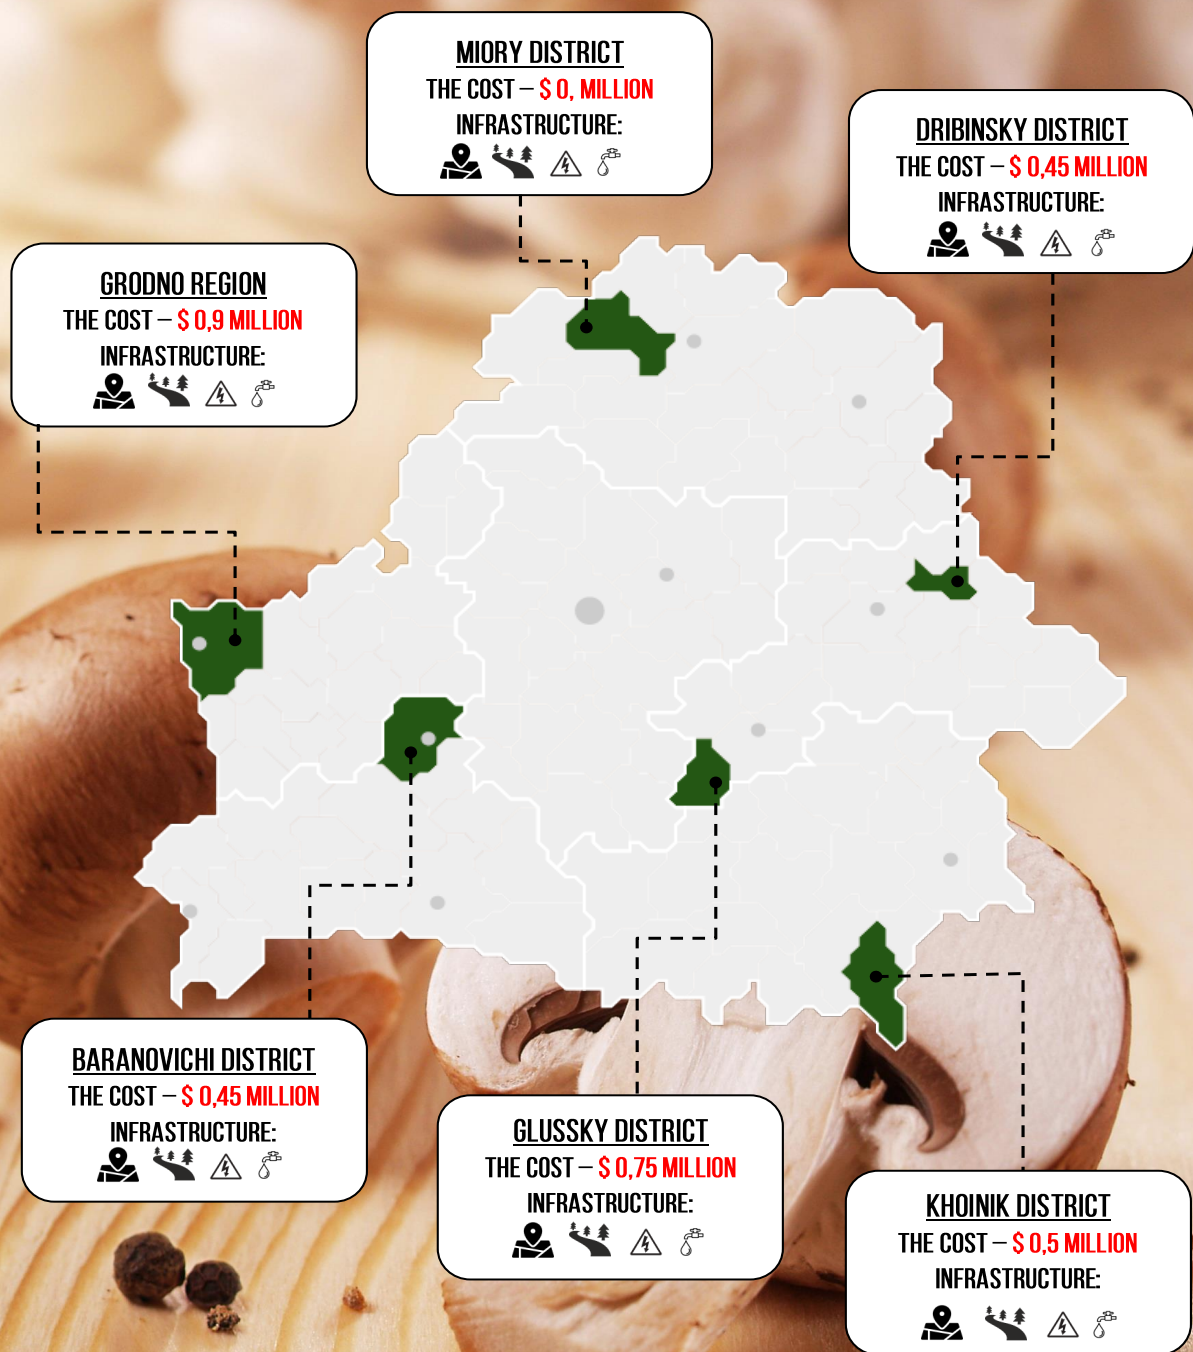 MIORY DISTRICT
THE COST – $ 0, MILLION
INFRASTRUCTURE:
DRIBINSKY DISTRICT
THE COST – $ 0,45 MILLION
INFRASTRUCTURE:
GRODNO REGION
THE COST – $ 0,9 MILLION
INFRASTRUCTURE:
BARANOVICHI DISTRICT
THE COST – $ 0,45 MILLION
INFRASTRUCTURE:
GLUSSKY DISTRICT
THE COST – $ 0,75 MILLION
INFRASTRUCTURE:
KHOINIK DISTRICT
THE COST – $ 0,5 MILLION
INFRASTRUCTURE: